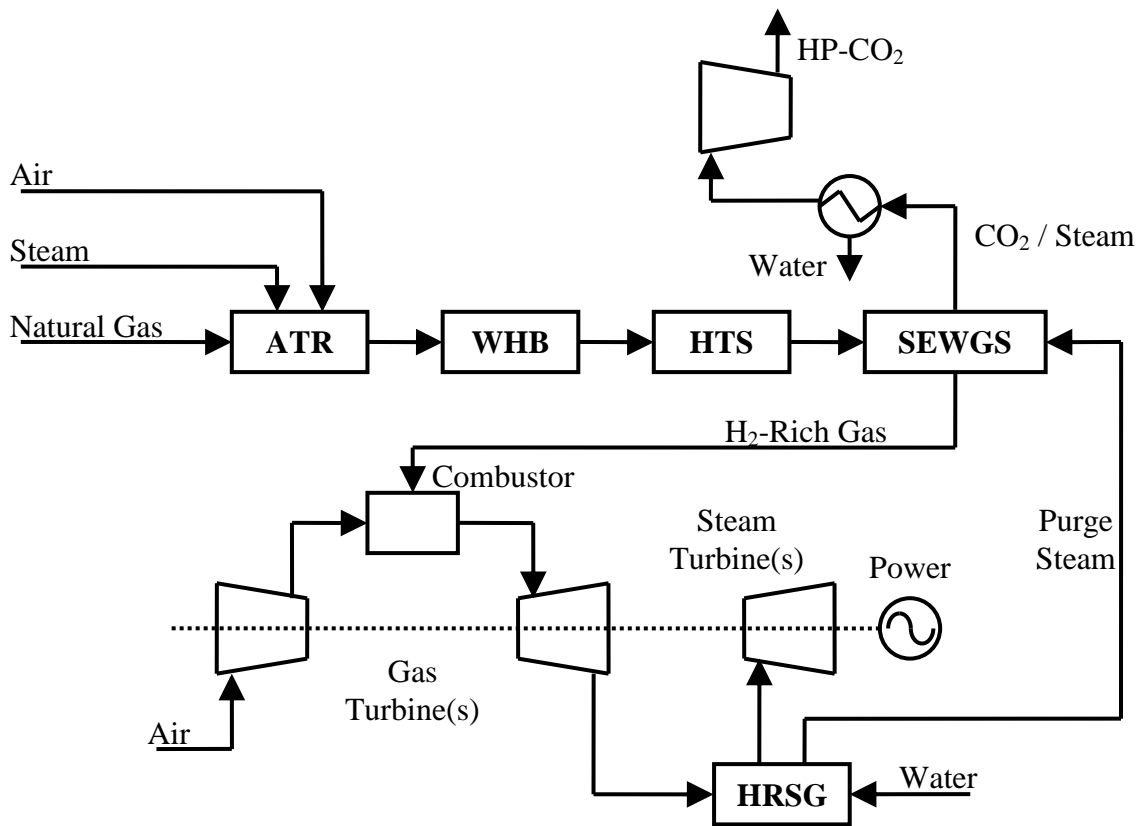 HP-CO₂
Air
Steam
CO₂ / Steam
Water
Natural Gas
ATR
WHB
HTS
SEWGS
H₂-Rich Gas
Combustor
Steam
Turbine(s)
Purge
Steam
Power
Gas
Turbine(s)
Air
HRSG
Water